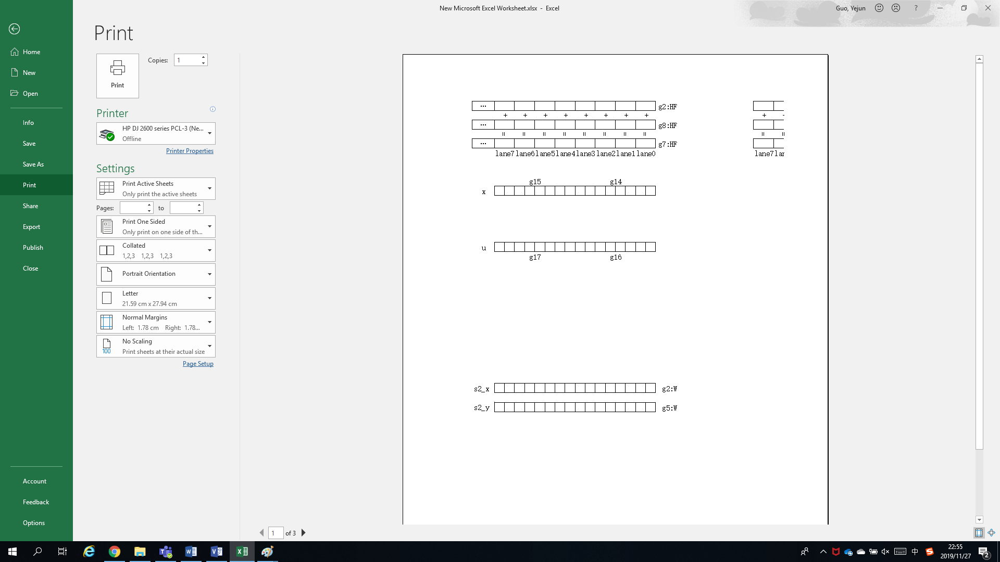 New Microsoft Excel Worksheet.xlsx - Excel
Guo, Yejun
?
Home
New
Open
Info
Save
Save As
Print
Share
Export
Publish
Close
Account
Feedback
Options
Print
Print
Copies: 1
Printer
HP DJ 2600 series PCL-3 (Ne...
Offline
Printer Properties
Settings
Print Active Sheets
Only print the active sheets
Pages: to
Print One Sided
Only print on one side of th...
Collated
1,2,3 1,2,3 1,2,3
Portrait Orientation
Letter
21.59 cm x 27.94 cm
Normal Margins
Left: 1.78 cm Right: 1.78...
No Scaling
100
Print sheets at their actual size
Page Setup
... g2:HF
+ + + + + + + + +
... g8:HF
= = = = = = = = =
... g7:HF
lane7 lane6 lane5 lane4 lane3 lane2 lane1 lane0 lane7 lan
g15 g14
x
u
g17 g16
s2_x g2:W
s2_y g5:W
1 of 3
中
22:55
2019/11/27
2